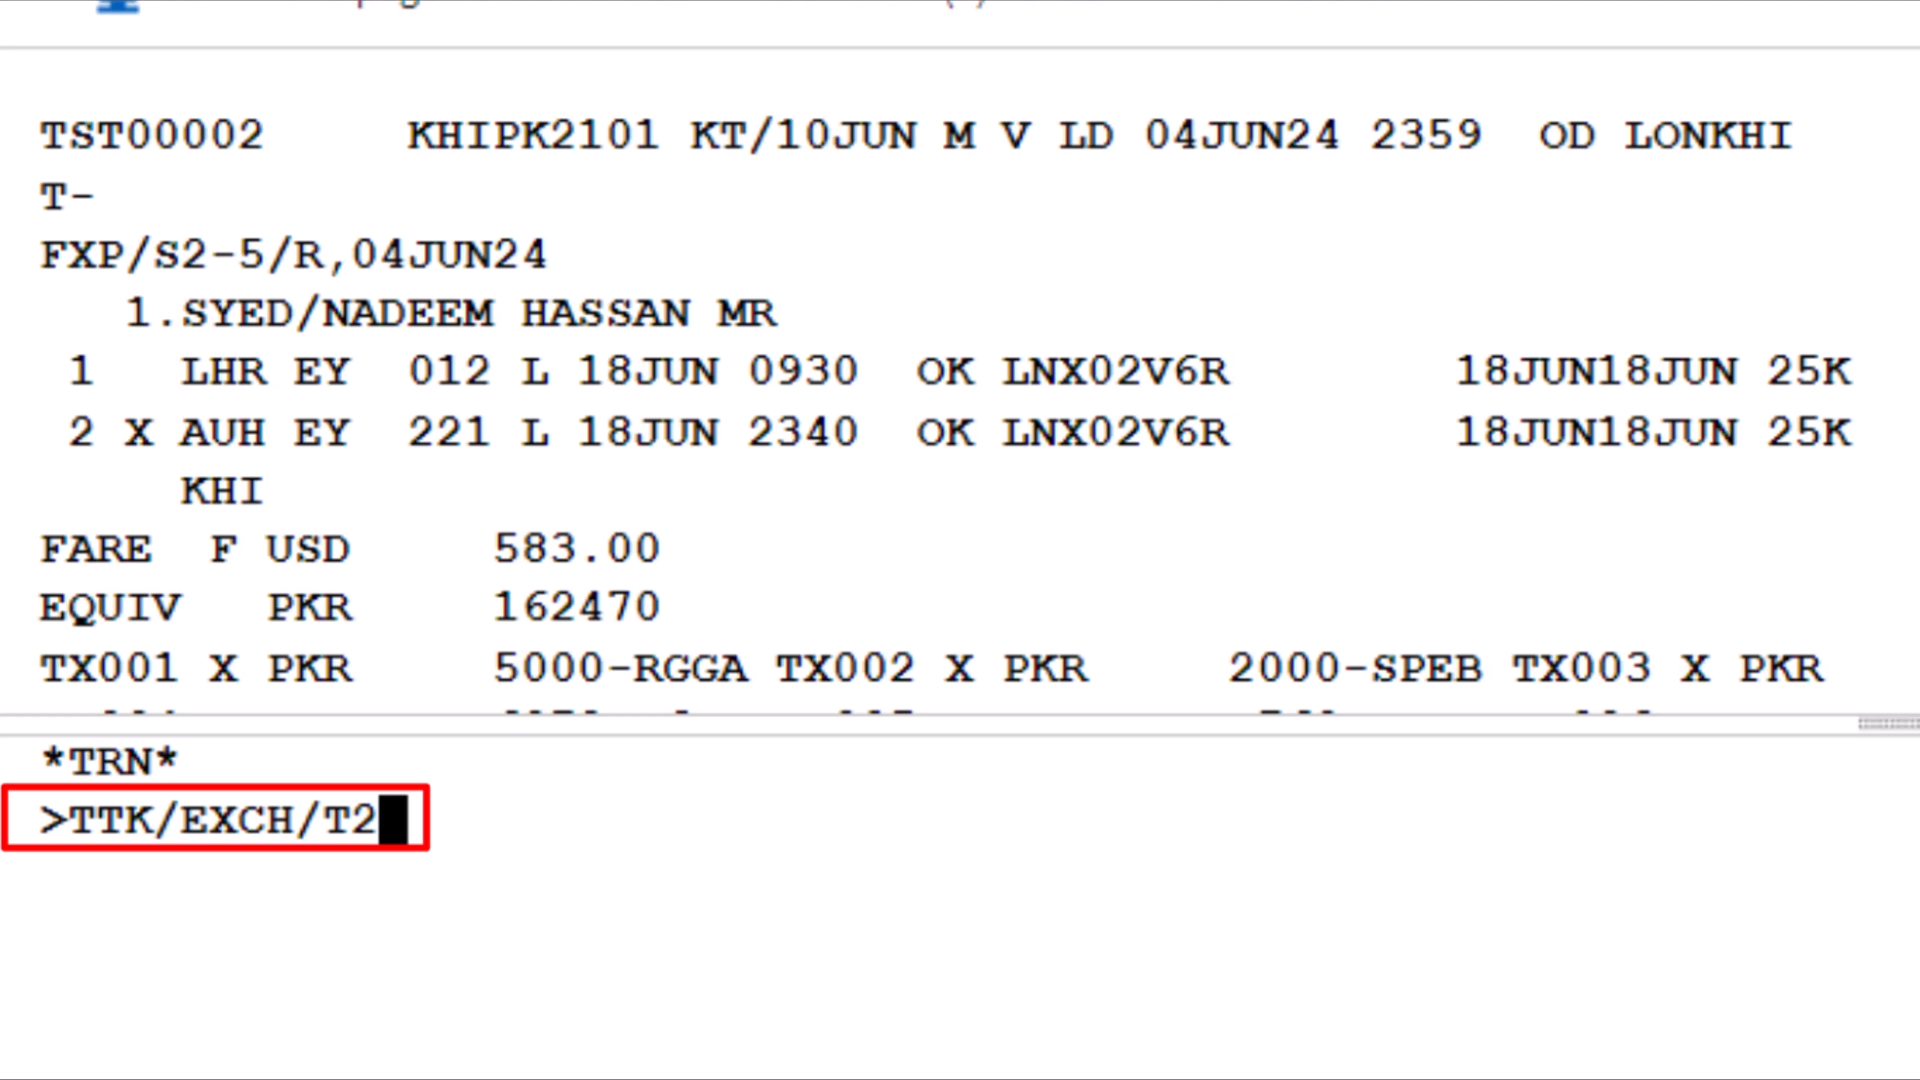 TST00002     KHIPK2101 KT/10JUN M V LD 04JUN24 2359  OD LONKHI
T-
FXP/S2-5/R,04JUN24
   1.SYED/NADEEM HASSAN MR
 1   LHR EY  012 L 18JUN 0930  OK LNX02V6R        18JUN18JUN 25K
 2 X AUH EY  221 L 18JUN 2340  OK LNX02V6R        18JUN18JUN 25K
     KHI
FARE  F USD     583.00
EQUIV   PKR     162470
TX001 X PKR     5000-RGGA TX002 X PKR     2000-SPEB TX003 X PKR
*TRN*
>TTK/EXCH/T2